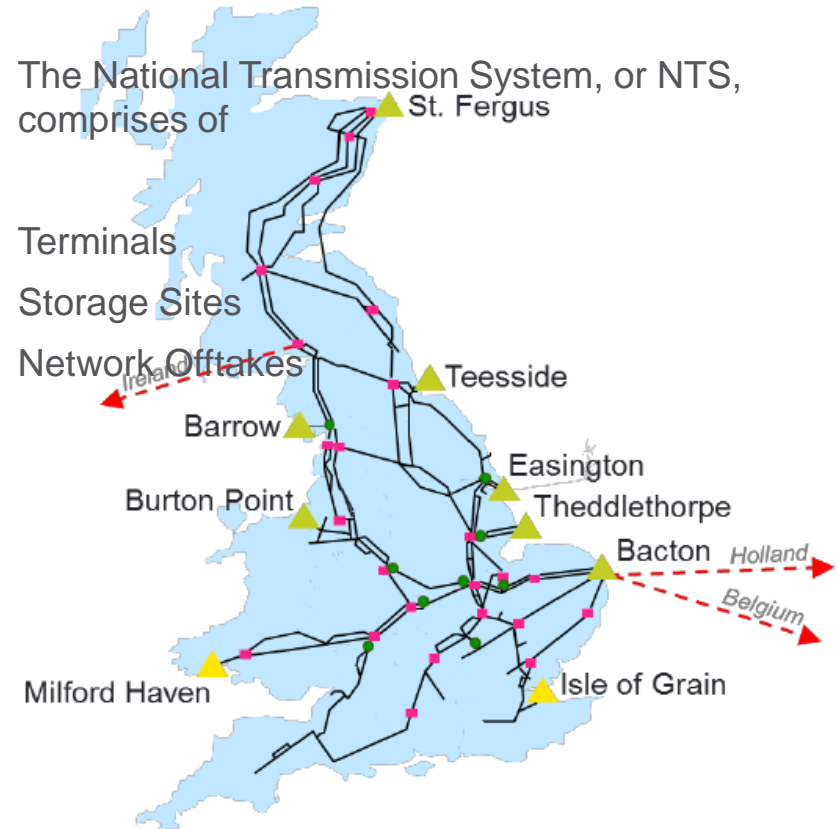 The National Transmission System, or NTS,
comprises of
St. Fergus
Terminals
Storage Sites
Network Offtakes
Ireland
Teesside
Barrow
Easington
Burton Point
Theddlethorpe
Bacton
Holland
Belgium
Milford Haven
Isle of Grain